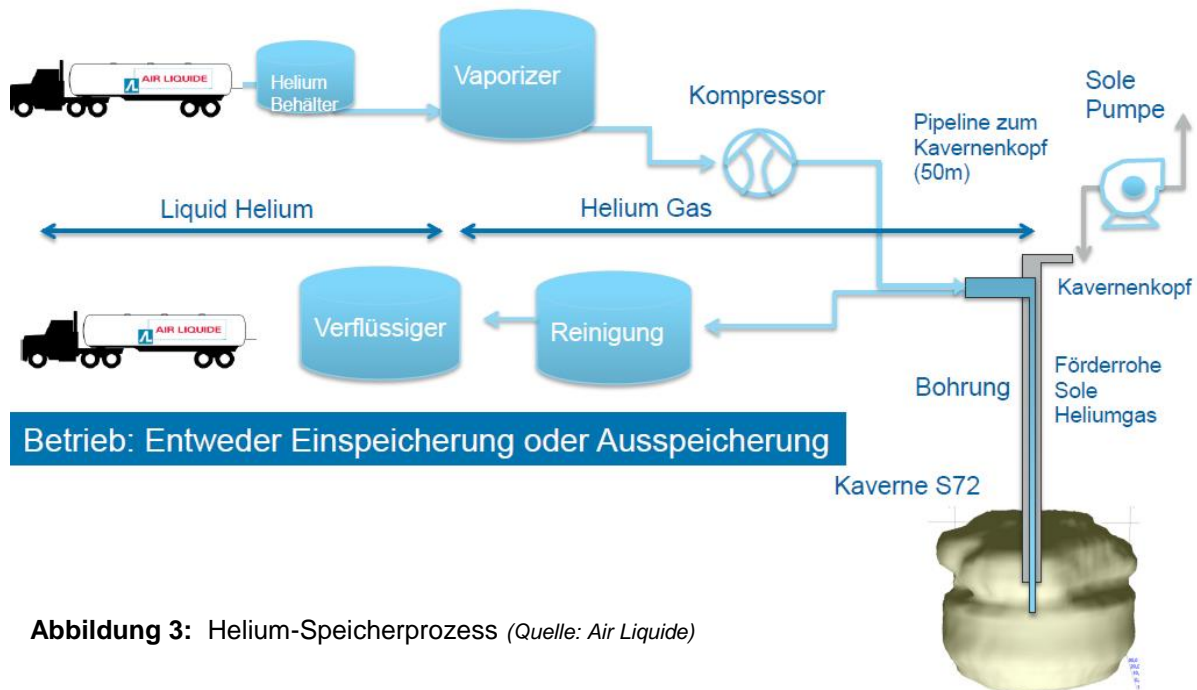 AIR LIQUIDE
Helium
Behälter
Vaporizer
Kompressor
Pipeline zum
Kavernenkopf
(50m)
Sole
Pumpe
Liquid Helium
Helium Gas
AIR LIQUIDE
Verflüssiger
Reinigung
Kavernenkopf
Bohrung
Förderrohe
Sole
Heliumgas
Betrieb: Entweder Einspeicherung oder Ausspeicherung
Kaverne S72
Abbildung 3: Helium-Speicherprozess (Quelle: Air Liquide)